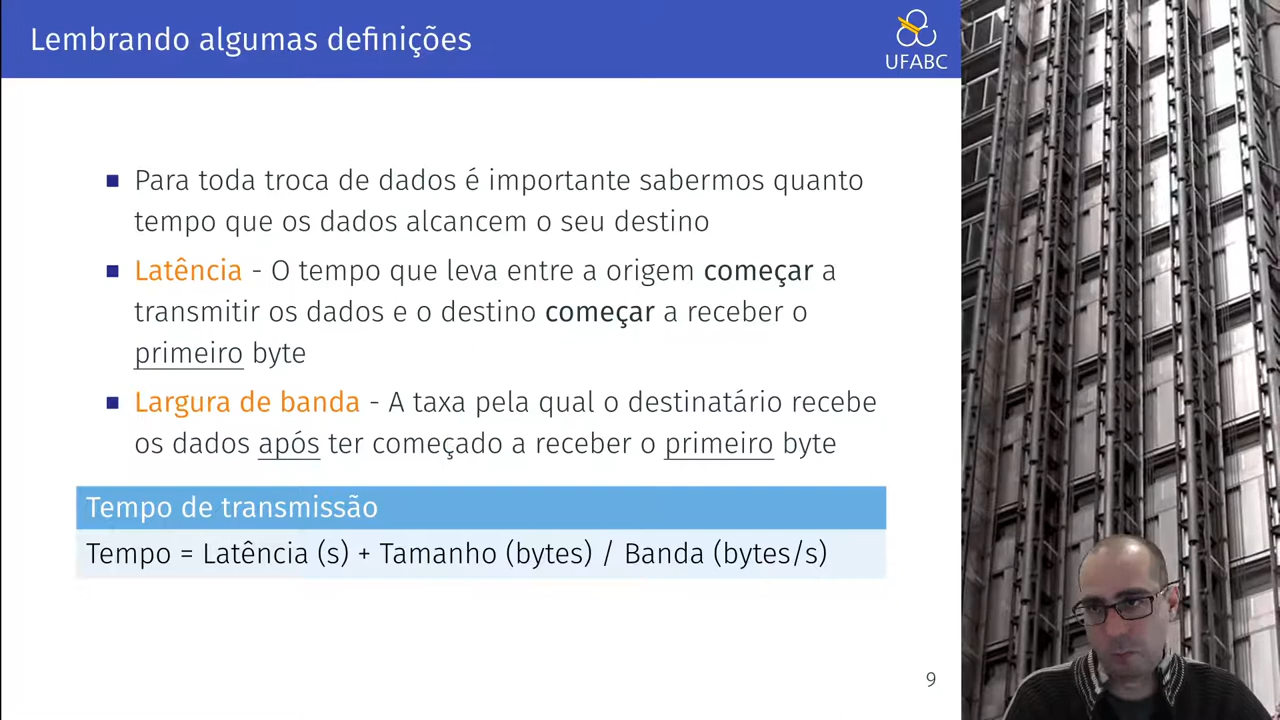 Lembrando algumas definições
UFABC
Para toda troca de dados é importante sabermos quanto
tempo que os dados alcancem o seu destino
Latência - O tempo que leva entre a origem começar a
transmitir os dados e o destino começar a receber o
primeiro byte
Largura de banda - A taxa pela qual o destinatário recebe
os dados após ter começado a receber o primeiro byte
Tempo de transmissão
Tempo = Latência (s) + Tamanho (bytes) / Banda (bytes/s)
9